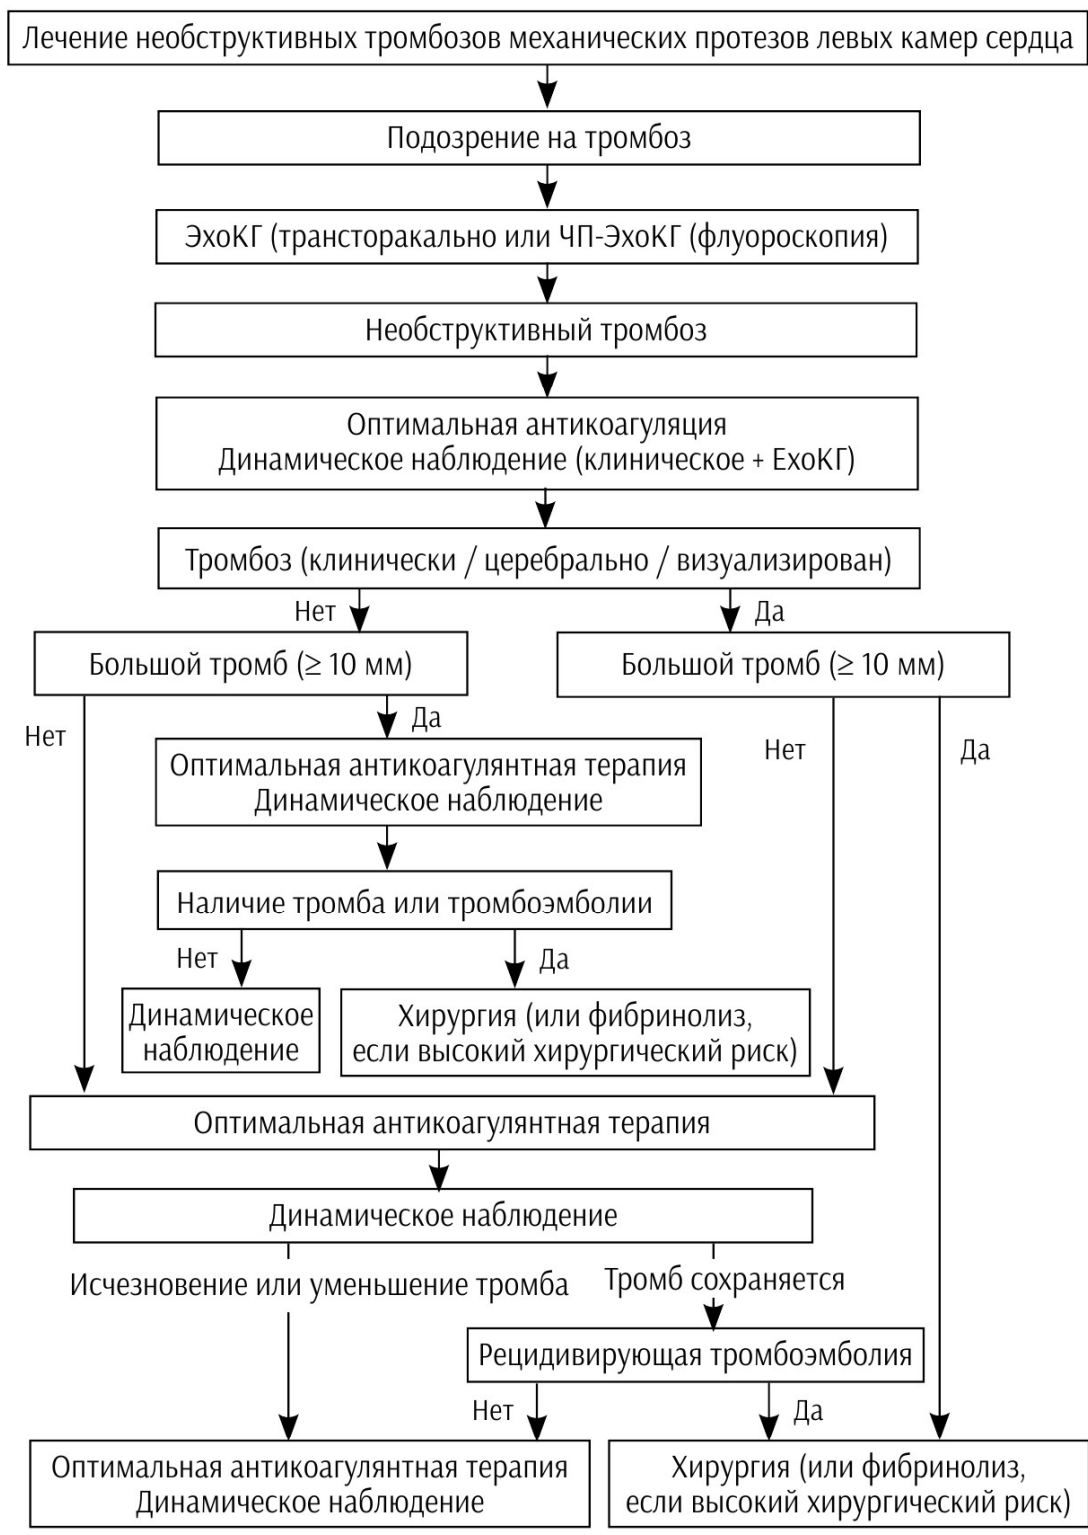 Лечение необструктивных тромбозов механических протезов левых камер сердца
Подозрение на тромбоз
ЭхоКГ (трансторакально или ЧП-ЭхоКГ (флуороскопия)
Необструктивный тромбоз
Оптимальная антикоагуляция
Динамическое наблюдение (клиническое + ЕхоКГ)
Тромбоз (клинически / церебрально / визуализирован)
Нет
Да
Большой тромб (≥ 10 мм)
Большой тромб (≥ 10 мм)
Нет
Да
Нет
Да
Оптимальная антикоагулянтная терапия
Динамическое наблюдение
Наличие тромба или тромбоэмболии
Нет
Да
Динамическое
наблюдение
Хирургия (или фибринолиз,
если высокий хирургический риск)
Оптимальная антикоагулянтная терапия
Динамическое наблюдение
Исчезновение или уменьшение тромба
Тромб сохраняется
Рецидивирующая тромбоэмболия
Нет
Да
Оптимальная антикоагулянтная терапия
Динамическое наблюдение
Хирургия (или фибринолиз,
если высокий хирургический риск)